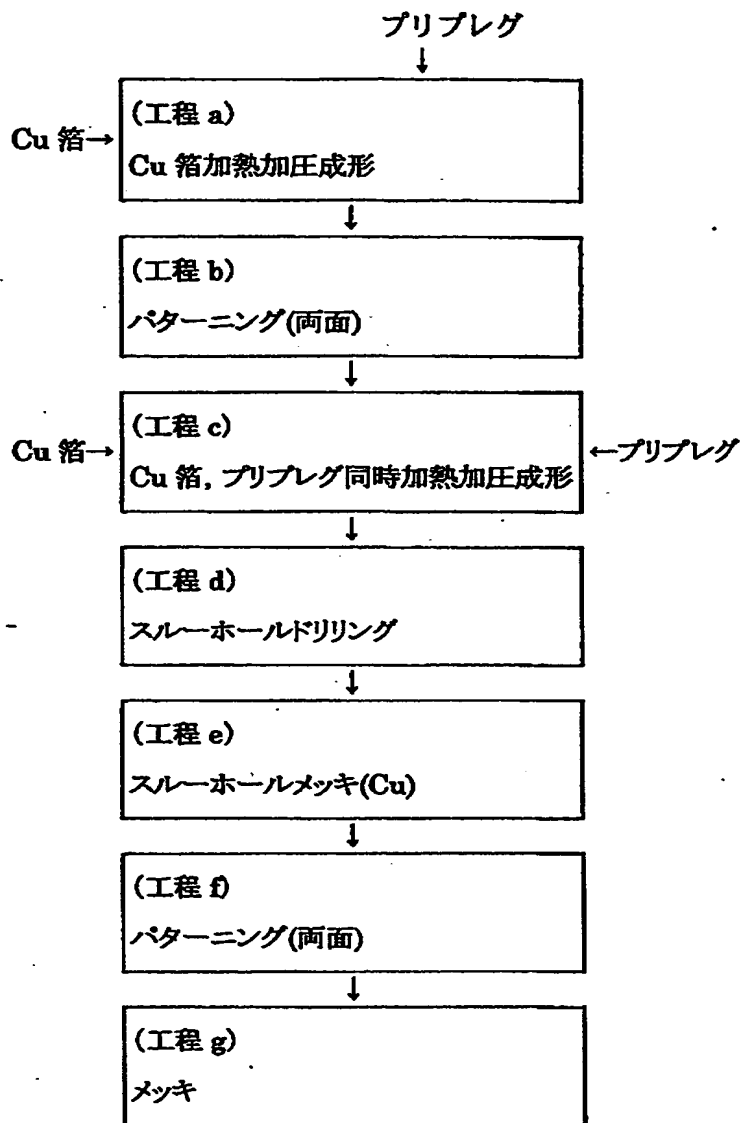 プリプレグ
↓
(工程 a)
Cu 箔→
Cu 箔加熱加圧成形
↓
(工程 b)
パターニング(両面)
↓
(工程 c)
Cu 箔→
Cu 箔, プリプレグ同時加熱加圧成形
←プリプレグ
↓
(工程 d)
スルーホールドリリング
↓
(工程 e)
スルーホールメッキ(Cu)
↓
(工程 f)
パターニング(両面)
↓
(工程 g)
メッキ